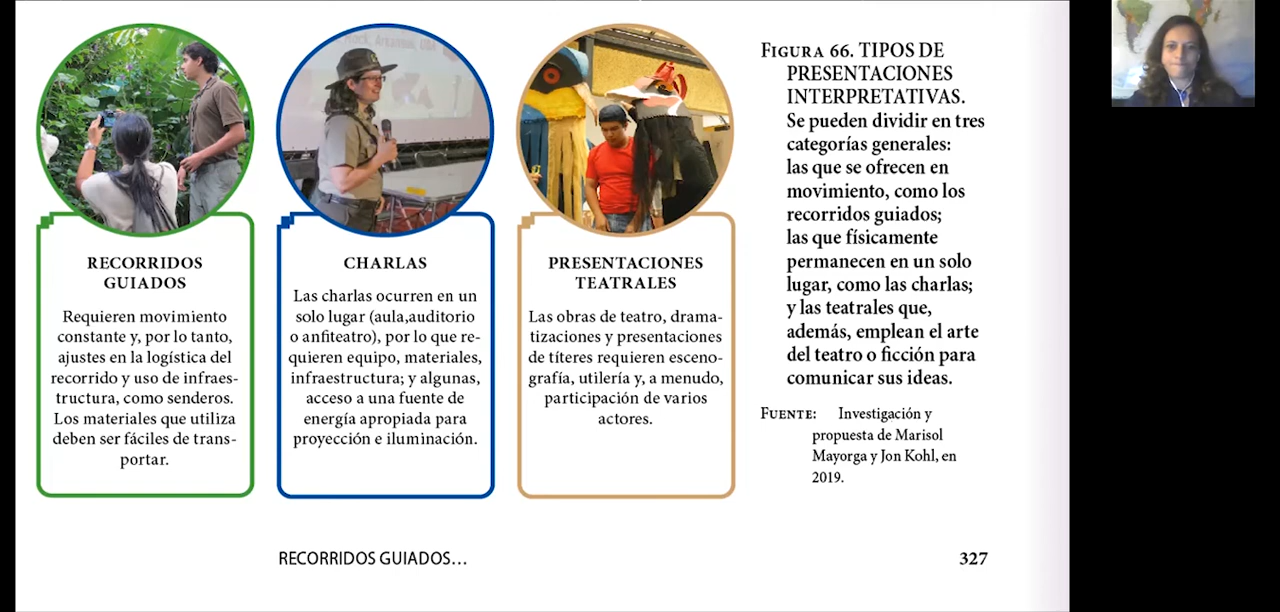 Rock, Arkansas, USA
RECORRIDOS
GUIADOS
Requieren movimiento
constante y, por lo tanto,
ajustes en la logística del
recorrido y uso de infraes-
tructura, como senderos.
Los materiales que utiliza
deben ser fáciles de trans-
portar.
CHARLAS
Las charlas ocurren en un
solo lugar (aula,auditorio
o anfiteatro), por lo que re-
quieren equipo, materiales,
infraestructura; y algunas,
acceso a una fuente de
energía apropiada para
proyección e iluminación.
PRESENTACIONES
TEATRALES
Las obras de teatro, drama-
tizaciones y presentaciones
de títeres requieren esceno-
grafía, utilería y, a menudo,
participación de varios
actores.
FIGURA 66. TIPOS DE
PRESENTACIONES
INTERPRETATIVAS.
Se pueden dividir en tres
categorías generales:
las que se ofrecen en
movimiento, como los
recorridos guiados;
las que físicamente
permanecen en un solo
lugar, como las charlas;
y las teatrales que,
además, emplean el arte
del teatro o ficción para
comunicar sus ideas.
FUENTE: Investigación y
propuesta de Marisol
Mayorga y Jon Kohl, en
2019.
RECORRIDOS GUIADOS...
327